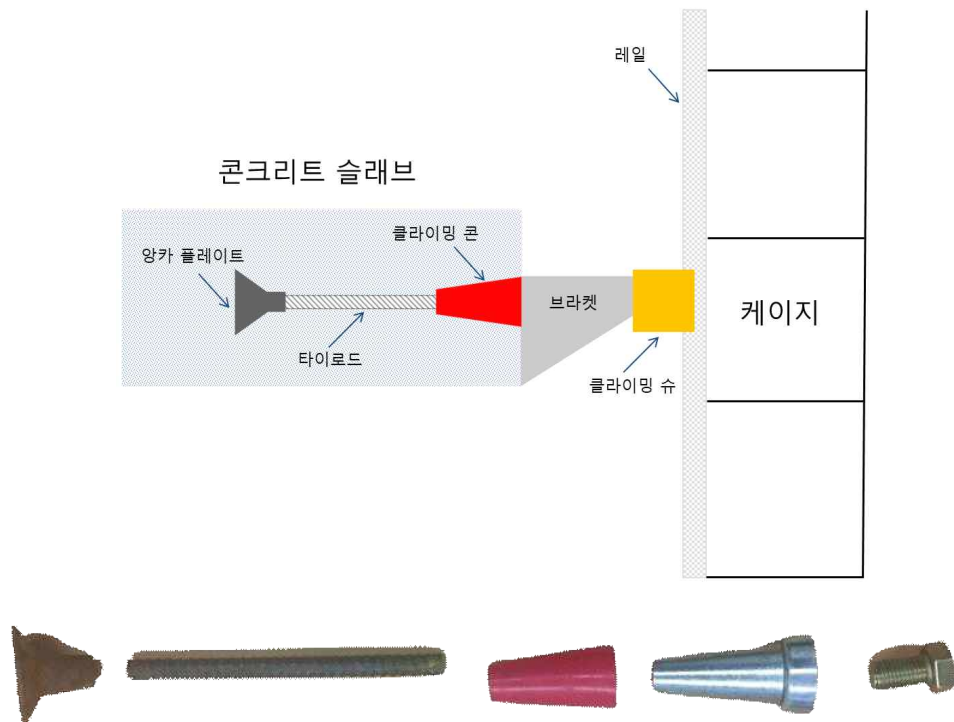 레일
콘크리트 슬래브
클라이밍 콘
앙카 플레이트
브라켓
케이지
타이로드
클라이밍 슈